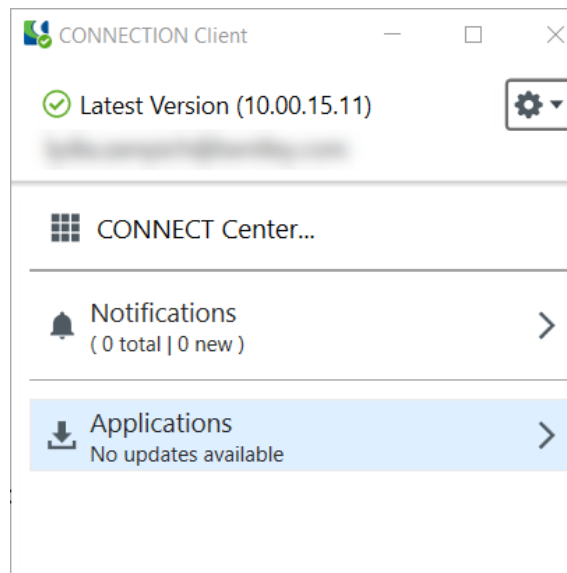 CONNECTION Client
Latest Version (10.00.15.11)
CONNECT Center...
Notifications
( 0 total | 0 new )
Applications
No updates available